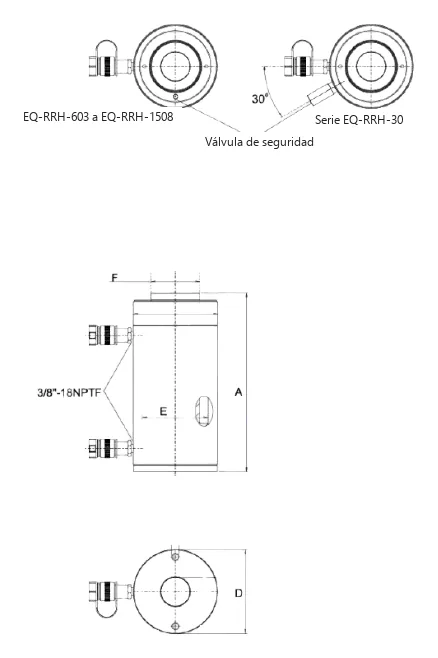 30°
EQ-RRH-603 a EQ-RRH-1508
Serie EQ-RRH-30
Válvula de seguridad
F
3/8"-18NPTF
A
E
D